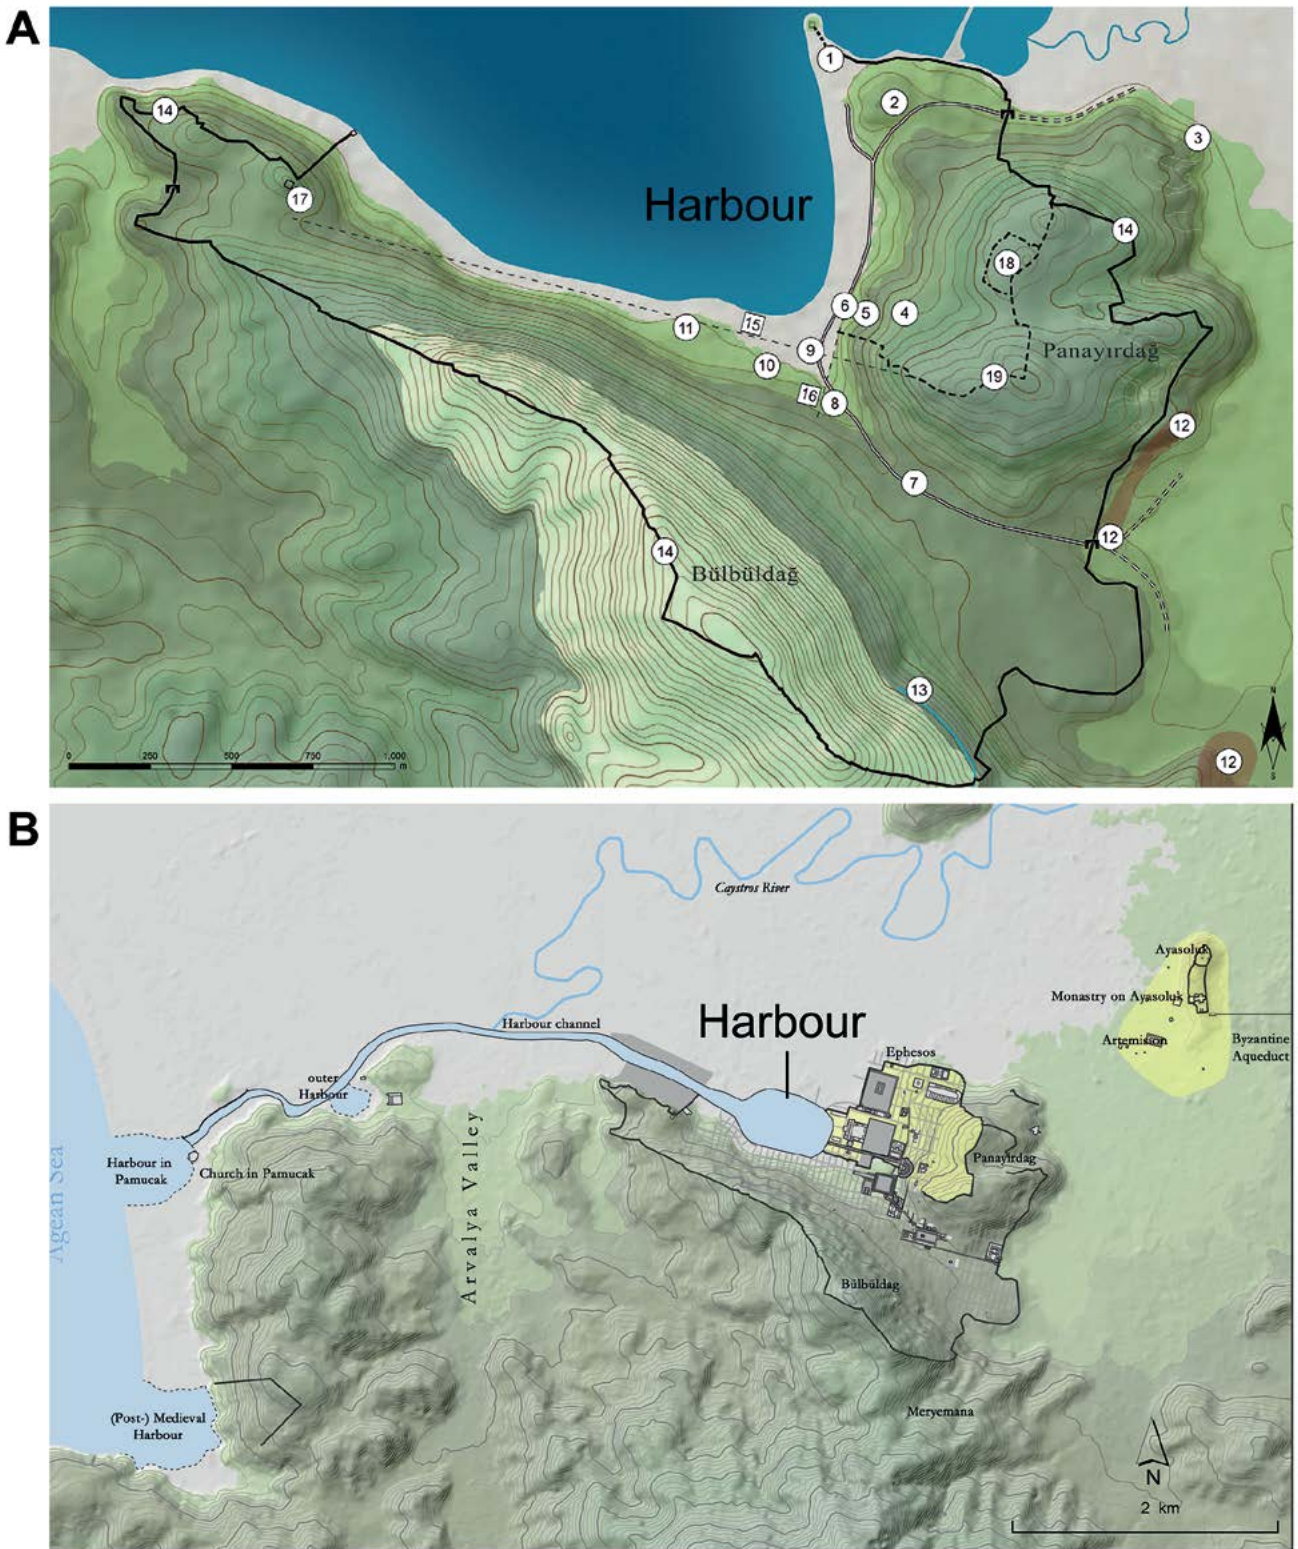 A
1
14
2
3
17
Harbour
14
18
6
5
4
11
15
9
Panayırdağ
10
19
16
8
12
7
14
12
Bülbüldağ
13
N
0
250
500
750
1,000
m
12
S
B
Caystros River
Ayasoluk
Monastry on Ayasoluk
Harbour channel
Harbour
Artemision
Byzantine
Aqueduct
Ephesos
outer
Harbour
Agean Sea
Harbour in
Pamucak
Church in Pamucak
Arvalya Valley
Panayırdag
Bülbüldag
(Post-) Medieval
Harbour
Meryemana
N
2 km